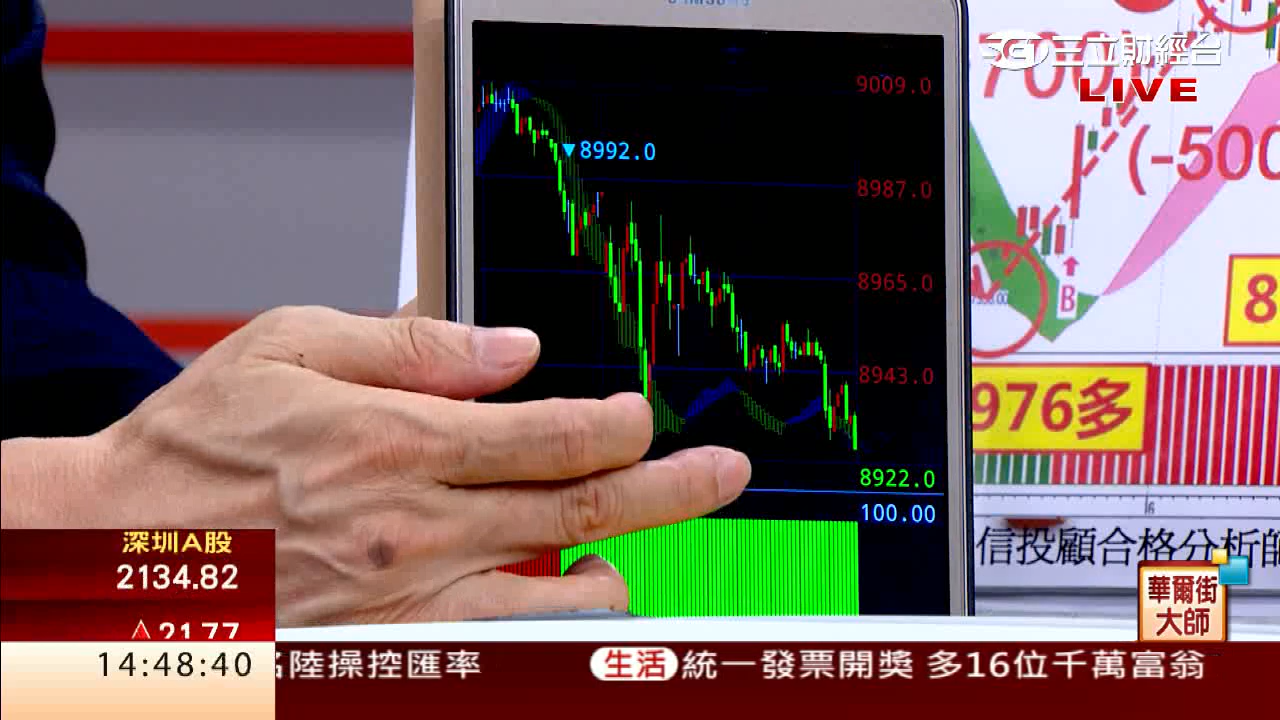 三立財經台
LIVE
9009.0
8992.0
8987.0
8965.0
8943.0
8922.0
100.00
(-500
B
8
976多
信投顧合格分析師
華爾街
大師
深圳A股
2134.82
21.77
14:48:40
陸操控匯率
生活 統一發票開獎 多16位千萬富翁